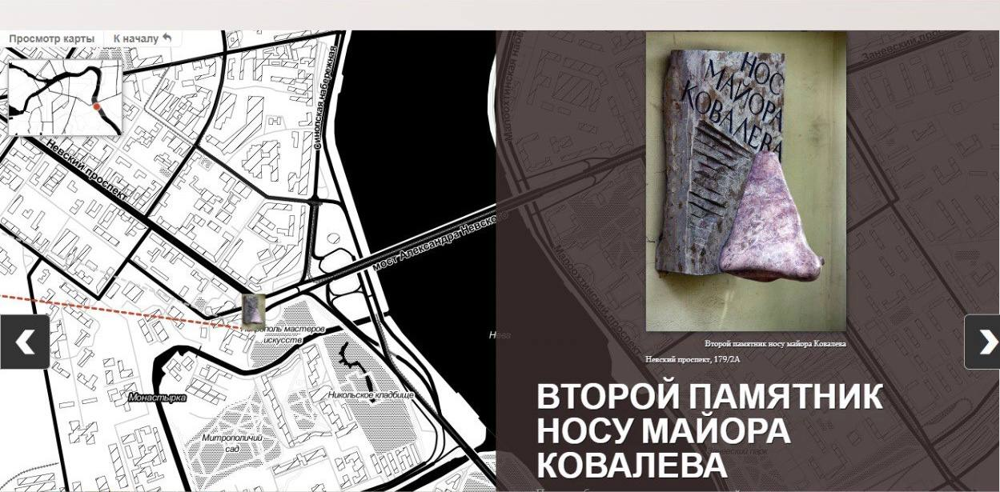 Просмотр карты
К началу
Невский проспект
Синопская набережная
мост Александра Невского
Некрополь мастеров
искусств
Монастырка
Никольское кладбище
Митрополичий
сад
Малоохтинская наб
Заневский
Малоохтинский проспект
Нева
НОС
МАЙОРА
КОВАЛЕВА
Второй памятник носу майора Ковалева
Невский проспект, 179/2А
ВТОРОЙ ПАМЯТНИК
НОСУ МАЙОРА
КОВАЛЕВА